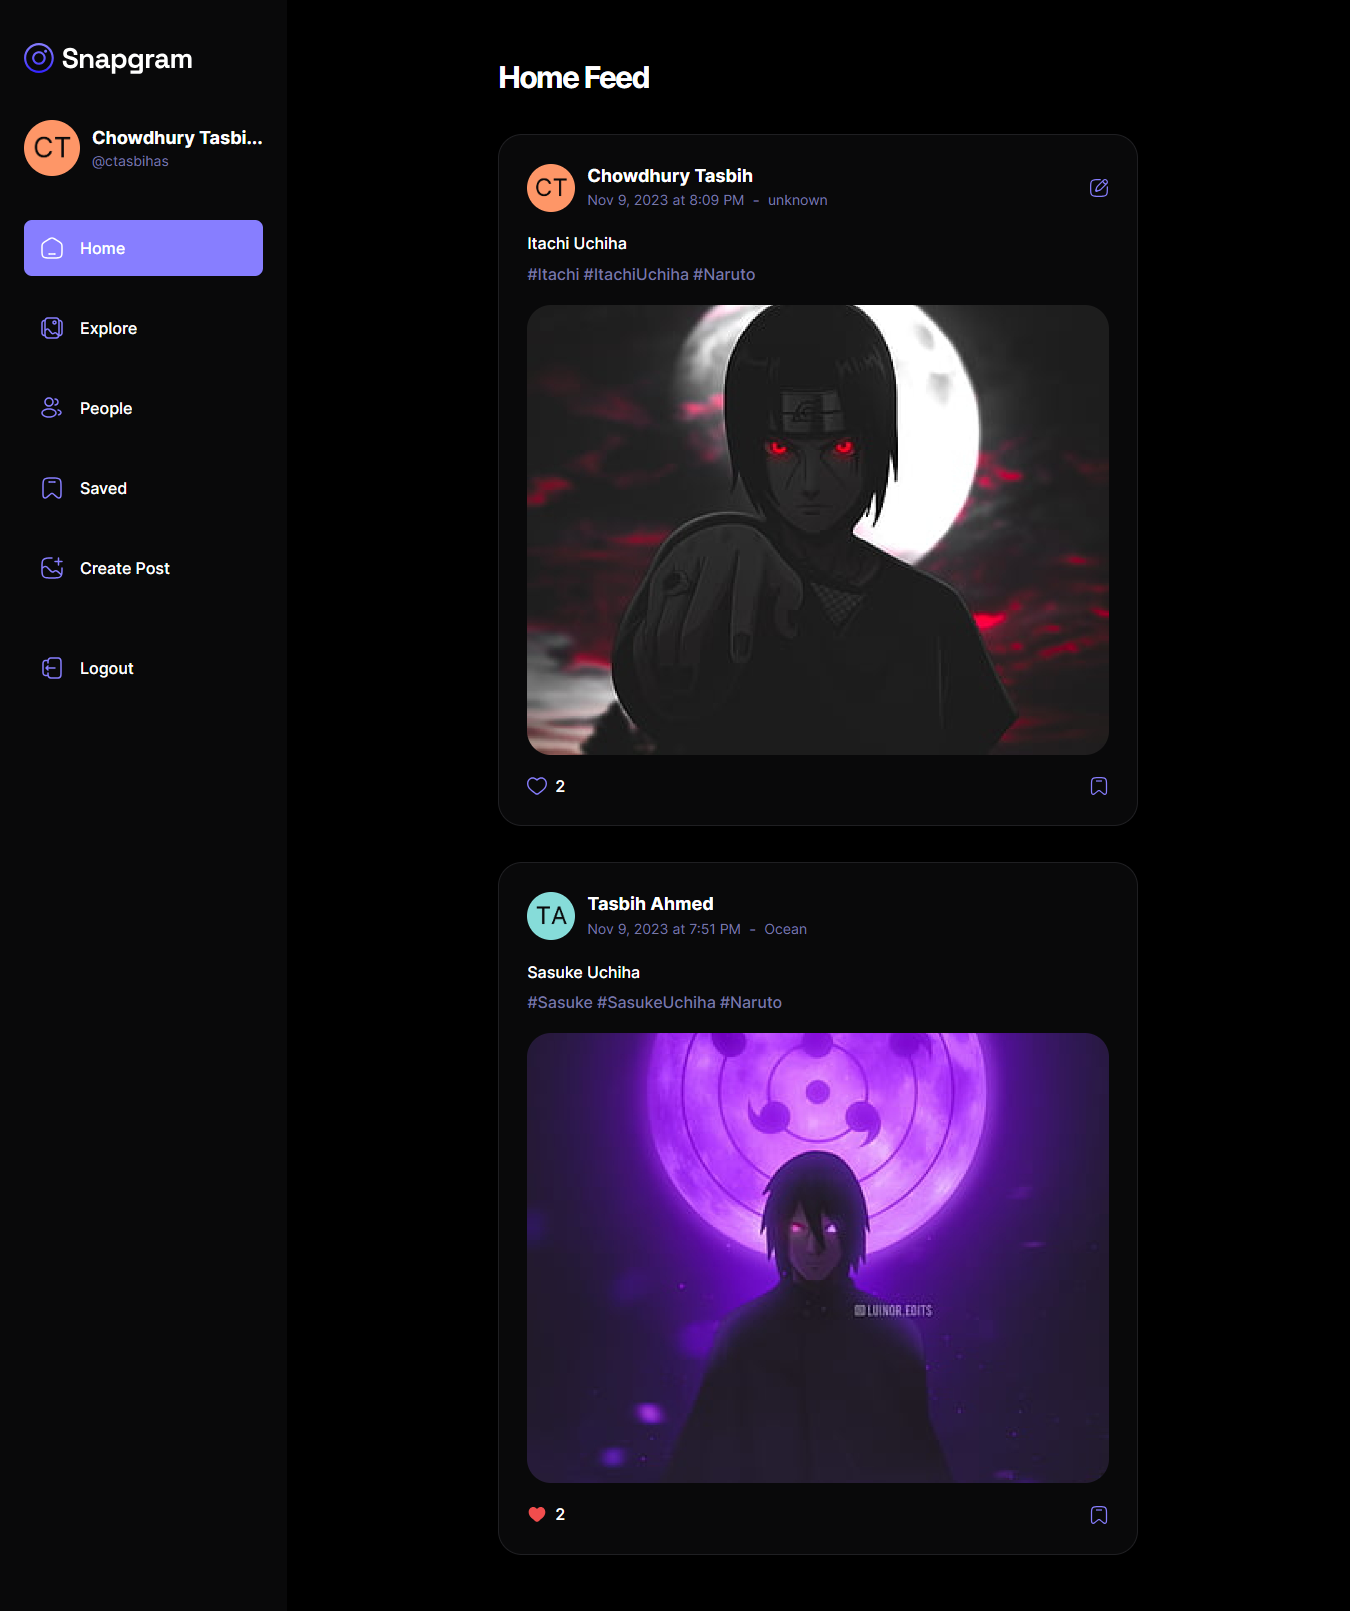 Snapgram
CT
Chowdhury Tasbi...
@ctasbihas
Home
Explore
People
Saved
Create Post
Logout
Home Feed
CT
Chowdhury Tasbih
Nov 9, 2023 at 8:09 PM - unknown
Itachi Uchiha
#Itachi #ItachiUchiha #Naruto
2
TA
Tasbih Ahmed
Nov 9, 2023 at 7:51 PM - Ocean
Sasuke Uchiha
#Sasuke #SasukeUchiha #Naruto
LUINOR.EDITS
2